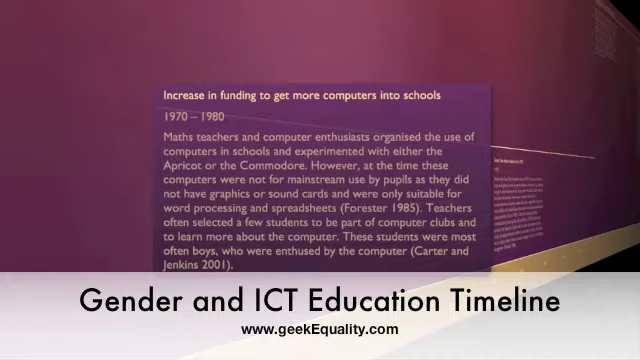 Increase in funding to get more computers into schools
1970 – 1980
Maths teachers and computer enthusiasts organised the use of
computers in schools and experimented with either the
Apricot or the Commodore. However, at the time these
computers were not for mainstream use by pupils as they did
not have graphics or sound cards and were only suitable for
word processing and spreadsheets (Forester 1985). Teachers
often selected a few students to be part of computer clubs and
to learn more about the computer. These students were most
often boys, who were enthused by the computer (Carter and
Jenkins 2001).
Gender and ICT Education Timeline
www.geekEquality.com